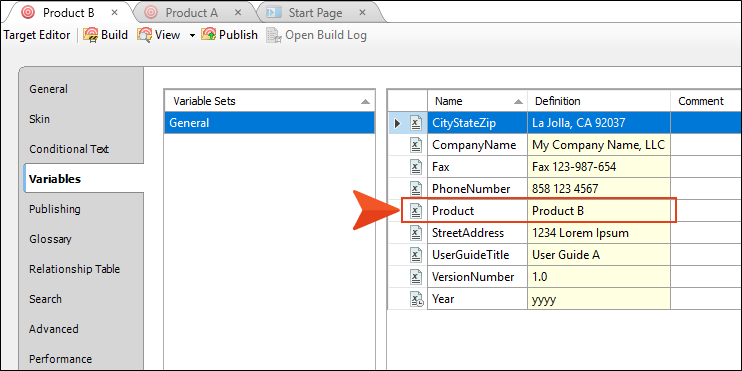 Product B
Product A
Start Page
Target Editor
Build
View
Publish
Open Build Log
General
Skin
Conditional Text
Variables
Publishing
Glossary
Relationship Table
Search
Advanced
Performance
Variable Sets
General
Name Definition Comment
CityStateZip La Jolla, CA 92037
CompanyName My Company Name, LLC
Fax Fax 123-987-654
PhoneNumber 858 123 4567
Product Product B
StreetAddress 1234 Lorem Ipsum
UserGuideTitle User Guide A
VersionNumber 1.0
Year yyyy